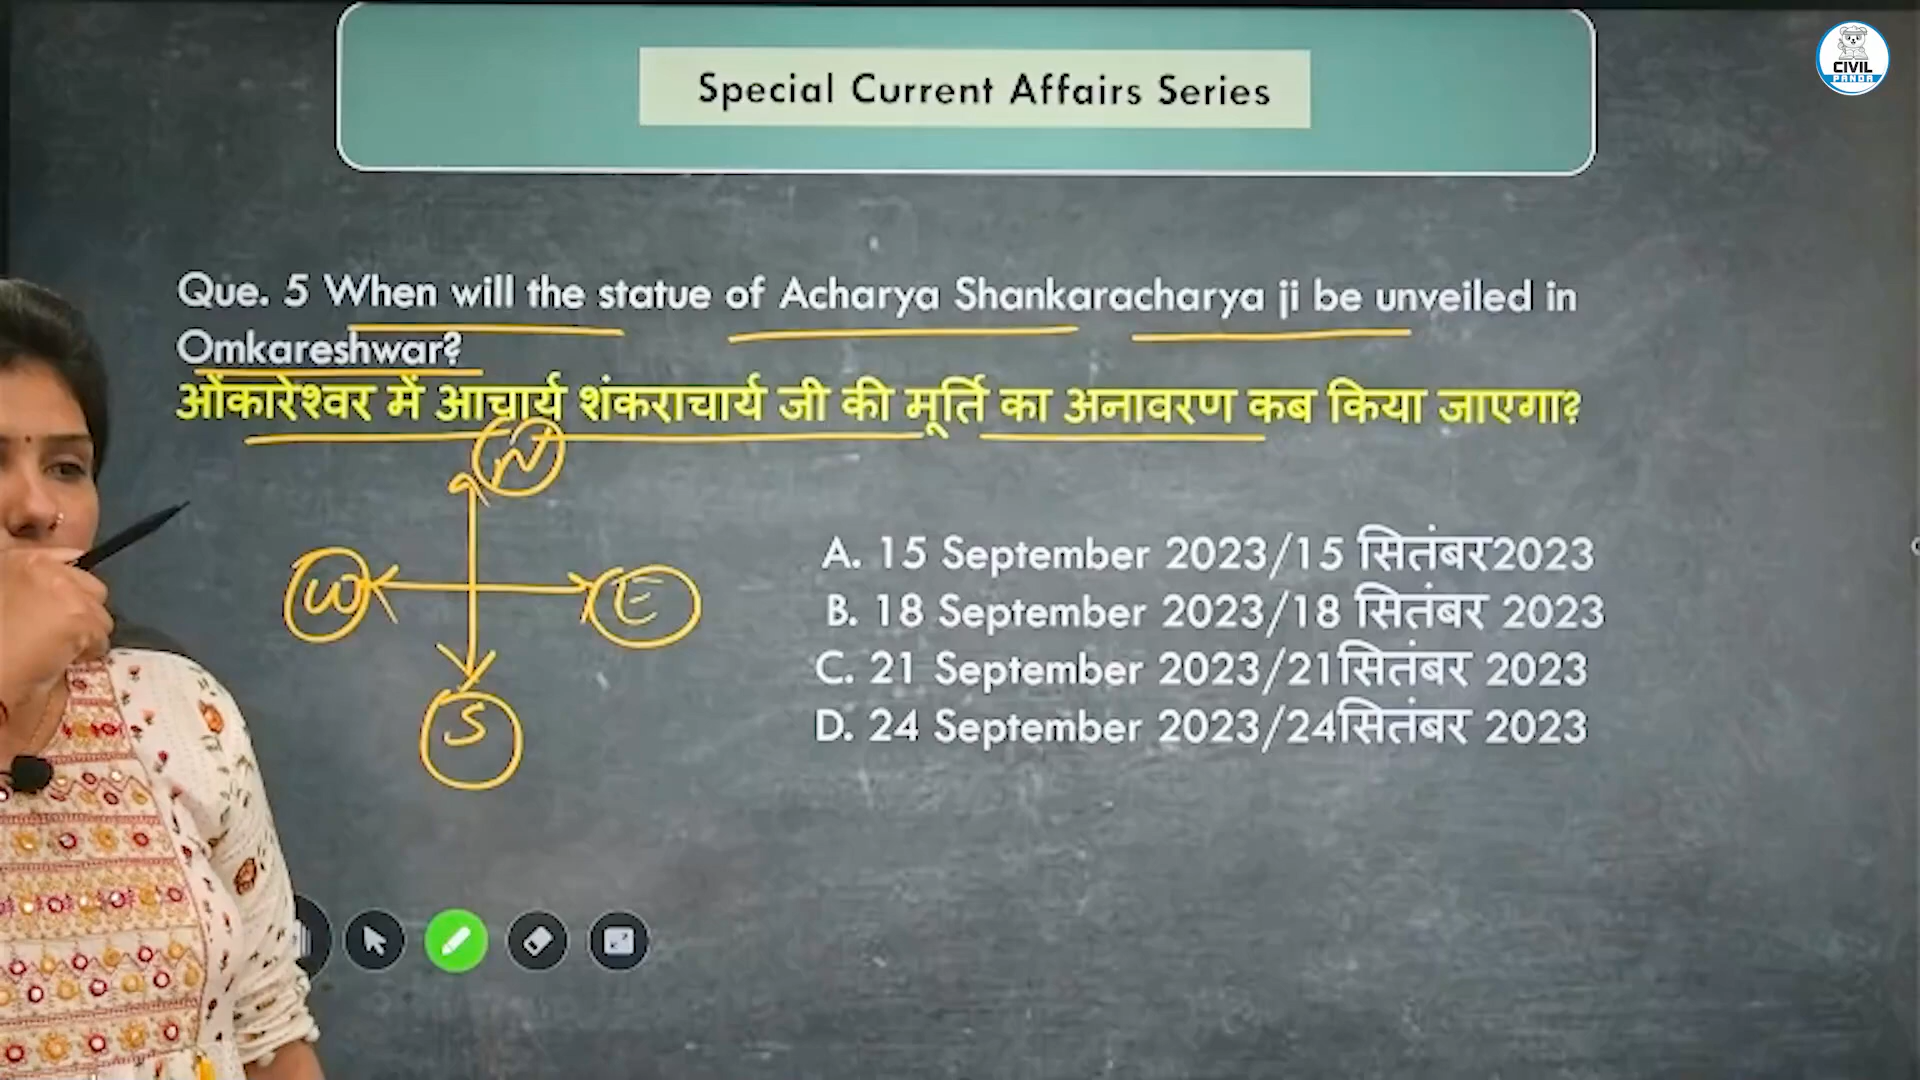 CIVIL
PANDA
Special Current Affairs Series
Que. 5 When will the statue of Acharya Shankaracharya ji be unveiled in
Omkareshwar?
ओंकारेश्वर में आचार्य शंकराचार्य जी की मूर्ति का अनावरण कब किया जाएगा?
N
W
E
S
A. 15 September 2023/15 सितंबर2023
B. 18 September 2023/18 सितंबर 2023
C. 21 September 2023/21सितंबर 2023
D. 24 September 2023/24सितंबर 2023